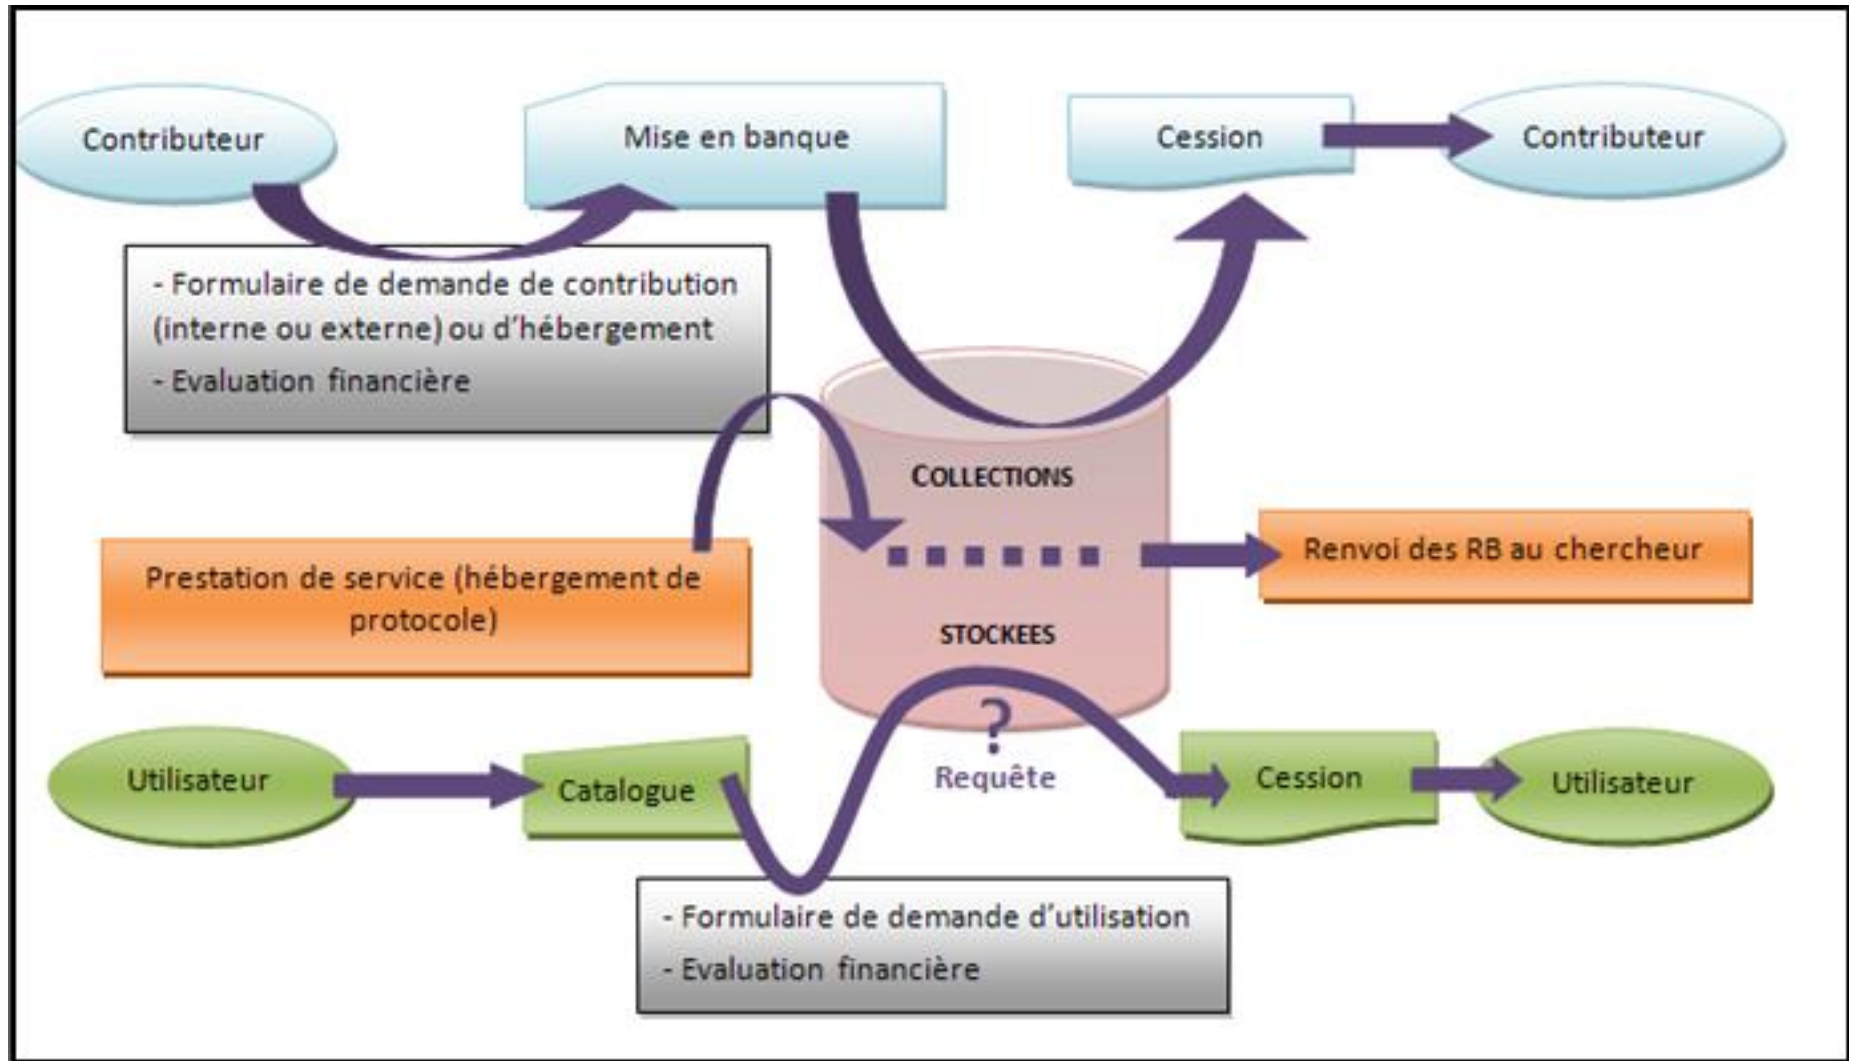 Contributeur
Mise en banque
Cession
Contributeur
- Formulaire de demande de contribution
(interne ou externe) ou d'hébergement
- Evaluation financière
COLLECTIONS
STOCKEES
Prestation de service (hébergement de
protocole)
Renvoi des RB au chercheur
Utilisateur
Catalogue
?
Requête
Cession
Utilisateur
- Formulaire de demande d'utilisation
- Evaluation financière